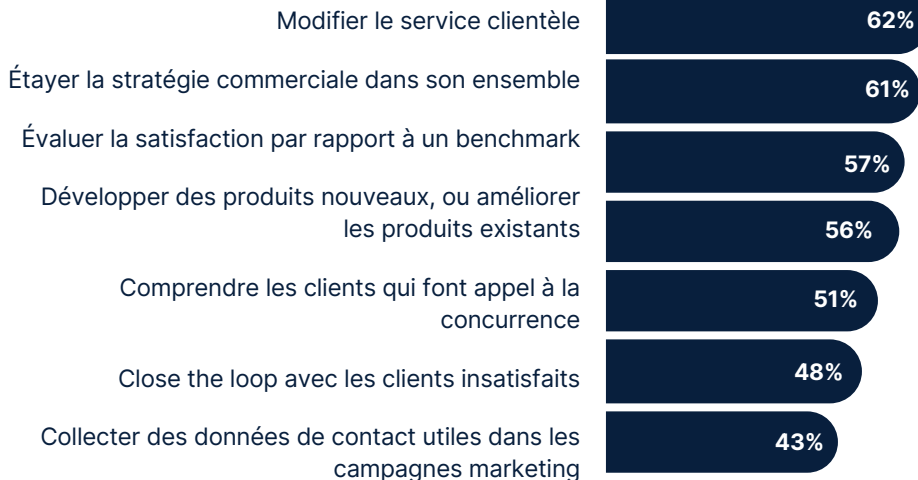 Modifier le service clientèle
62%
Étayer la stratégie commerciale dans son ensemble
61%
Évaluer la satisfaction par rapport à un benchmark
57%
Développer des produits nouveaux, ou améliorer
les produits existants
56%
Comprendre les clients qui font appel à la
concurrence
51%
Close the loop avec les clients insatisfaits
48%
Collecter des données de contact utiles dans les
campagnes marketing
43%